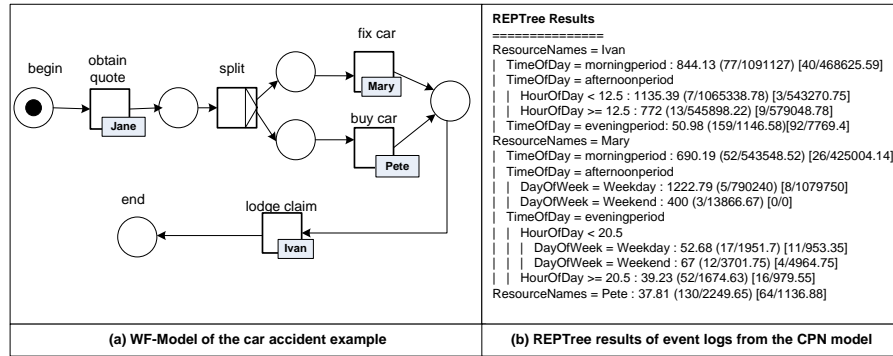 begin
obtain
quote
Jane
split
fix car
Mary
buy car
Pete
end
lodge claim
Ivan
(a) WF-Model of the car accident example
REPTree Results
===============
ResourceNames = Ivan
| TimeOfDay = morningperiod : 844.13 (77/1091127) [40/468625.59]
| TimeOfDay = afternoonperiod
| | HourOfDay < 12.5 : 1135.39 (7/1065338.78) [3/543270.75]
| | HourOfDay >= 12.5 : 772 (13/545898.22) [9/579048.78]
| TimeOfDay = eveningperiod: 50.98 (159/1146.58)[92/7769.4]
ResourceNames = Mary
| TimeOfDay = morningperiod : 690.19 (52/543548.52) [26/425004.14]
| TimeOfDay = afternoonperiod
| | DayOfWeek = Weekday : 1222.79 (5/790240) [8/1079750]
| | DayOfWeek = Weekend : 400 (3/13866.67) [0/0]
| TimeOfDay = eveningperiod
| | HourOfDay < 20.5
| | | DayOfWeek = Weekday : 52.68 (17/1951.7) [11/953.35]
| | | DayOfWeek = Weekend : 67 (12/3701.75) [4/4964.75]
| | HourOfDay >= 20.5 : 39.23 (52/1674.63) [16/979.55]
ResourceNames = Pete : 37.81 (130/2249.65) [64/1136.88]
(b) REPTree results of event logs from the CPN model